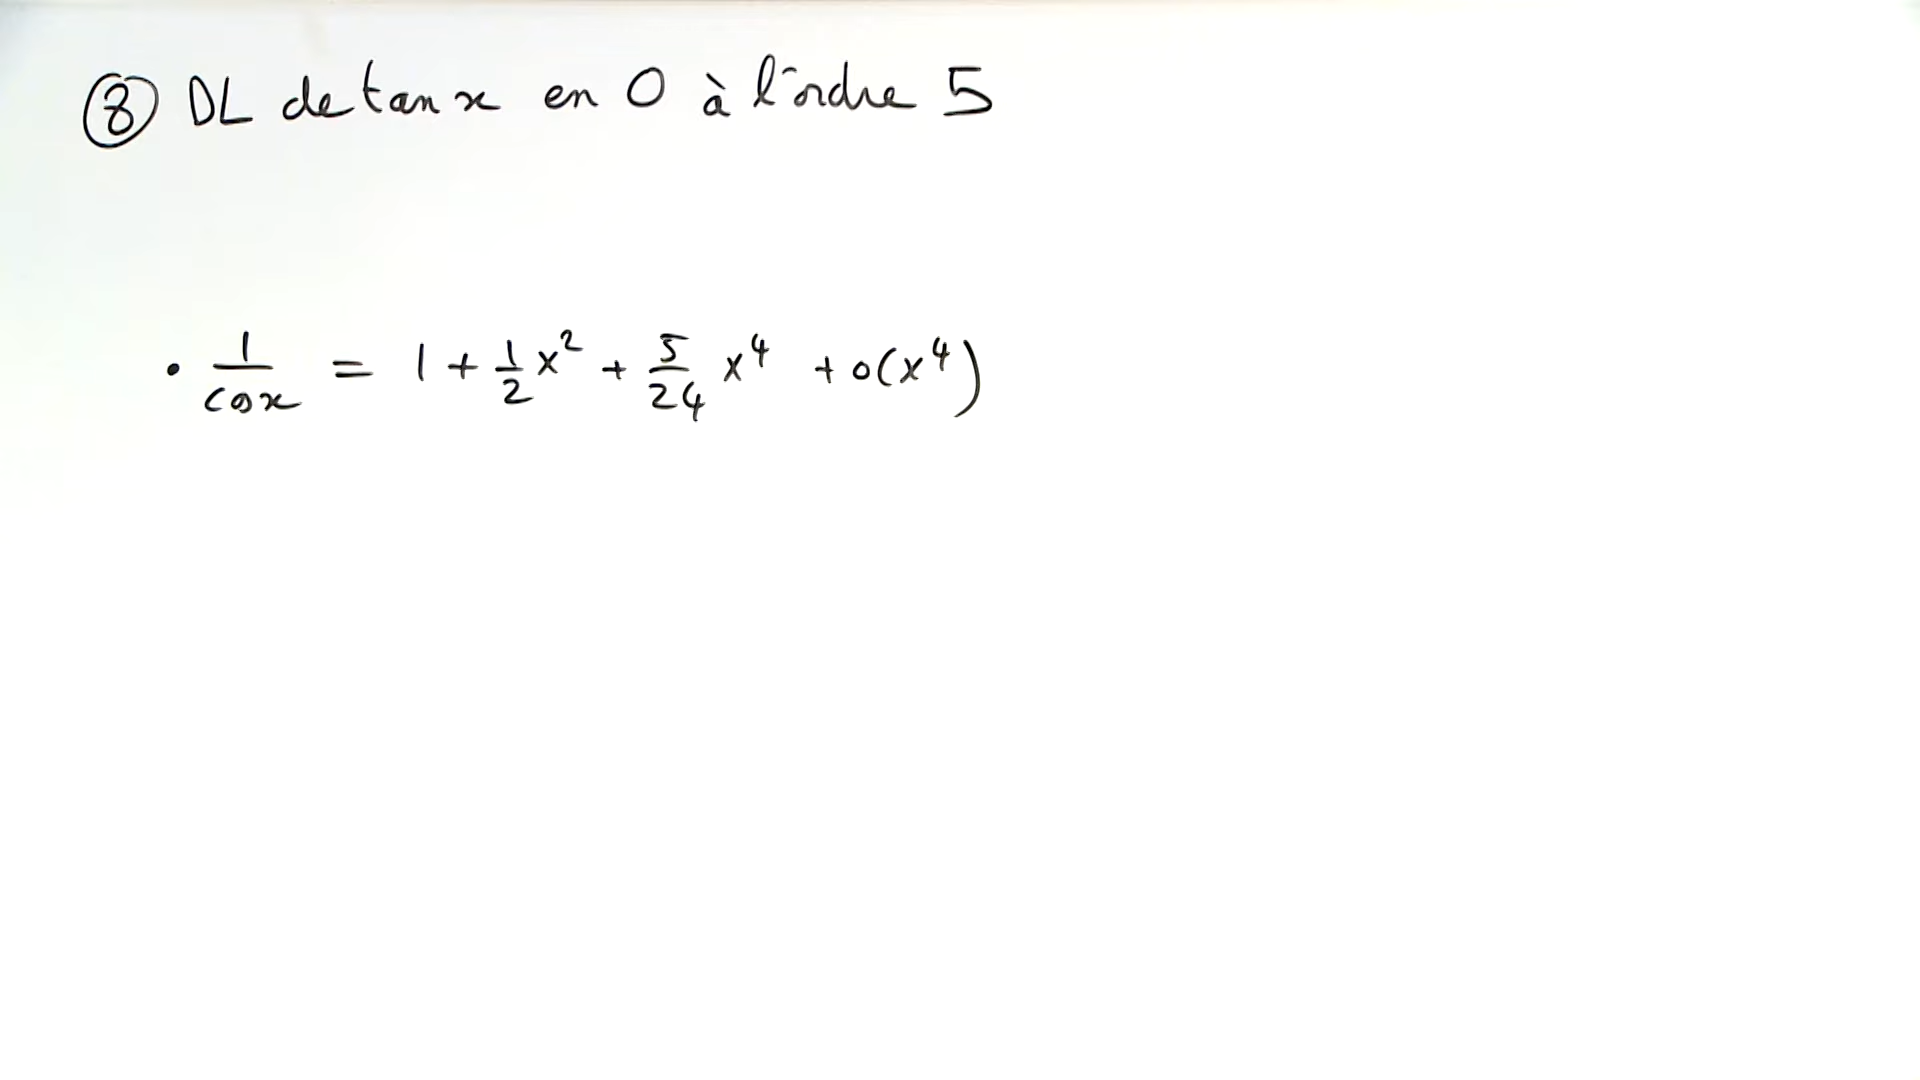 ⑧ DL de tan x en 0 à l'ordre 5
• 1/cos x = 1 + 1/2 x² + 5/24 x⁴ + o(x⁴)